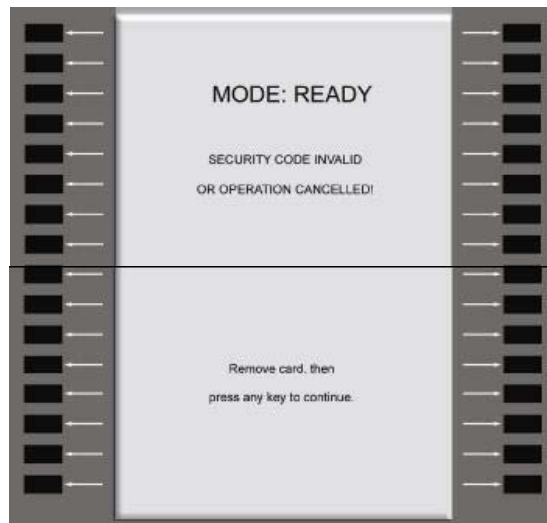 MODE: READY
SECURITY CODE INVALID
OR OPERATION CANCELLED!
Remove card, then
press any key to continue.